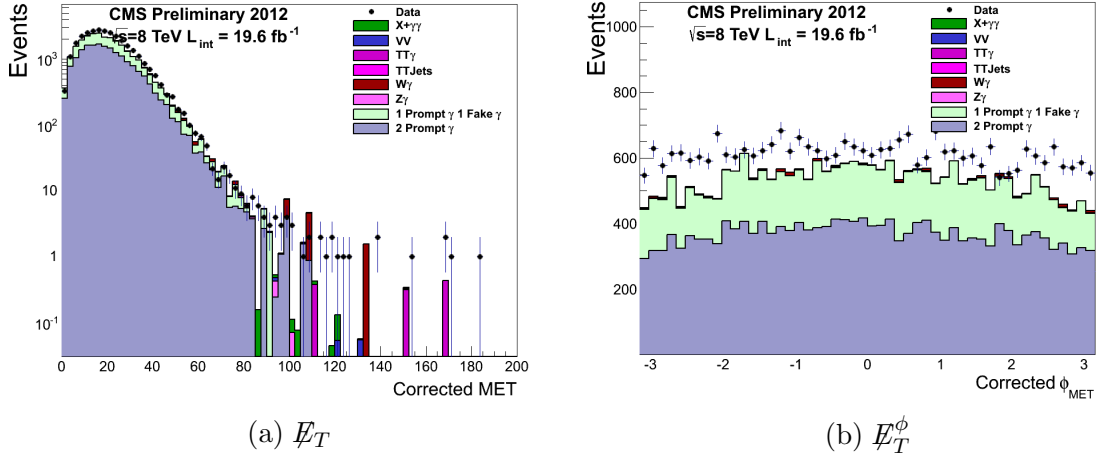 CMS Preliminary 2012
√s=8 TeV L_int = 19.6 fb^-1
Events
10^3
10^2
10
1
10^-1
0 20 40 60 80 100 120 140 160 180 200
Corrected MET
Data
X+γγ
VV
TTγ
TTJets
Wγ
Zγ
1 Prompt γ 1 Fake γ
2 Prompt γ
(a) E̸_T
CMS Preliminary 2012
√s=8 TeV L_int = 19.6 fb^-1
Events
1000
800
600
400
200
-3 -2 -1 0 1 2 3
Corrected ϕ_MET
Data
X+γγ
VV
TTγ
TTJets
Wγ
Zγ
1 Prompt γ 1 Fake γ
2 Prompt γ
(b) E̸_T^ϕ